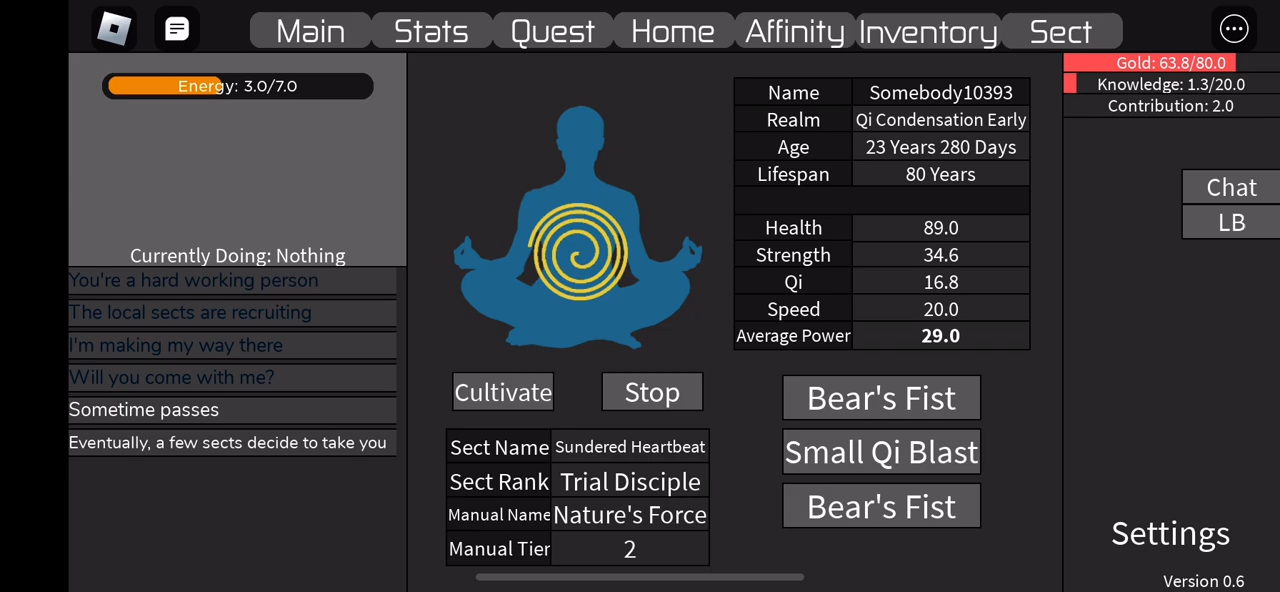 Main Stats Quest Home Affinity Inventory Sect
Energy: 3.0/7.0
Currently Doing: Nothing
You're a hard working person
The local sects are recruiting
I'm making my way there
Will you come with me?
Sometime passes
Eventually, a few sects decide to take you
Name Somebody10393
Realm Qi Condensation Early
Age 23 Years 280 Days
Lifespan 80 Years
Health 89.0
Strength 34.6
Qi 16.8
Speed 20.0
Average Power 29.0
Cultivate Stop
Sect Name Sundered Heartbeat
Sect Rank Trial Disciple
Manual Name Nature's Force
Manual Tier 2
Bear's Fist
Small Qi Blast
Bear's Fist
Gold: 63.8/80.0
Knowledge: 1.3/20.0
Contribution: 2.0
Chat
LB
Settings
Version 0.6